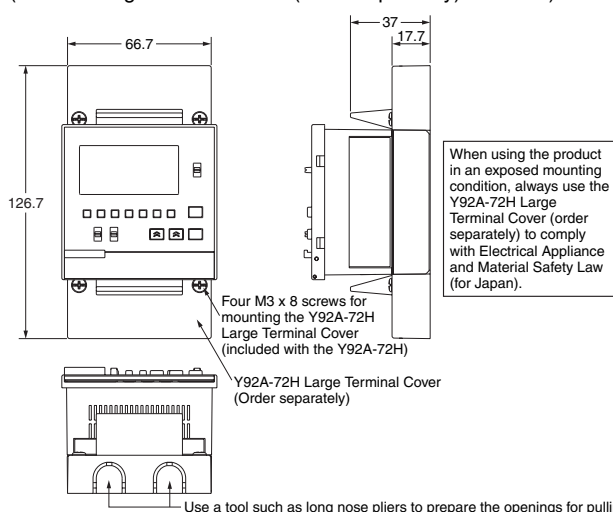 66.7
37
17.7
126.7
When using the product
in an exposed mounting
condition, always use the
Y92A-72H Large
Terminal Cover (order
separately) to comply
with Electrical Appliance
and Material Safety Law
(for Japan).
Four M3 x 8 screws for
mounting the Y92A-72H
Large Terminal Cover
(included with the Y92A-72H)
Y92A-72H Large Terminal Cover
(Order separately)
Use a tool such as long nose pliers to prepare the openings for